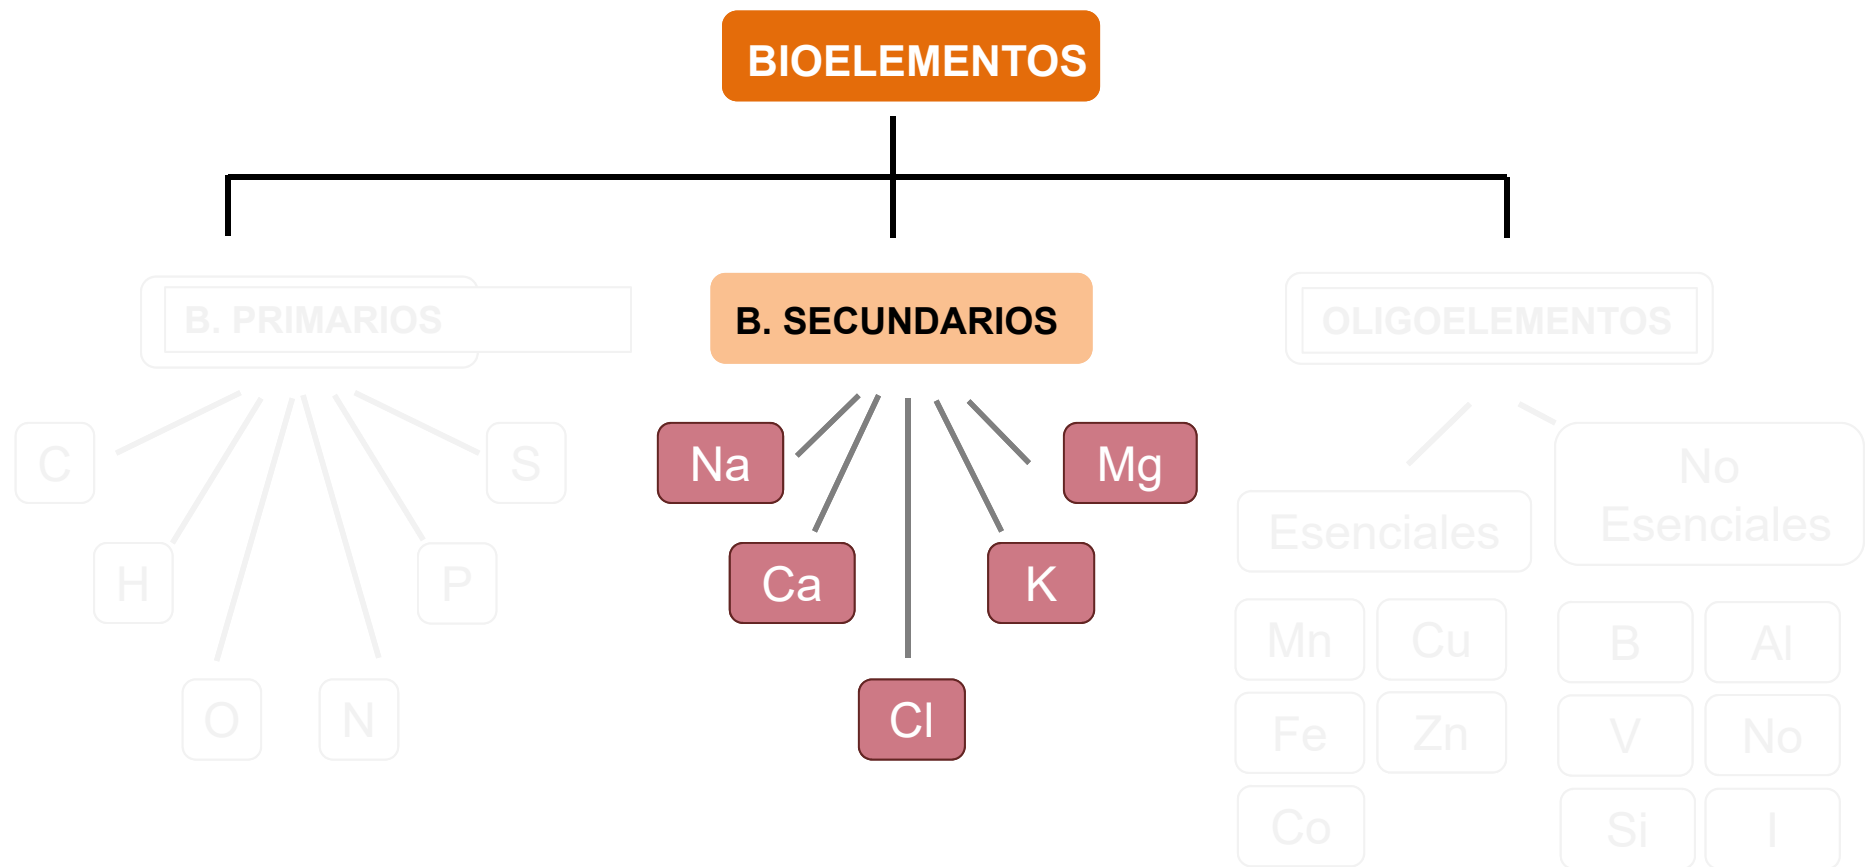 BIOELEMENTOS
B. PRIMARIOS
C
H
O
N
P
S
B. SECUNDARIOS
Na
Ca
Cl
K
Mg
OLIGOELEMENTOS
Esenciales
Mn
Cu
Fe
Zn
Co
No
Esenciales
B
Al
V
No
Si
I